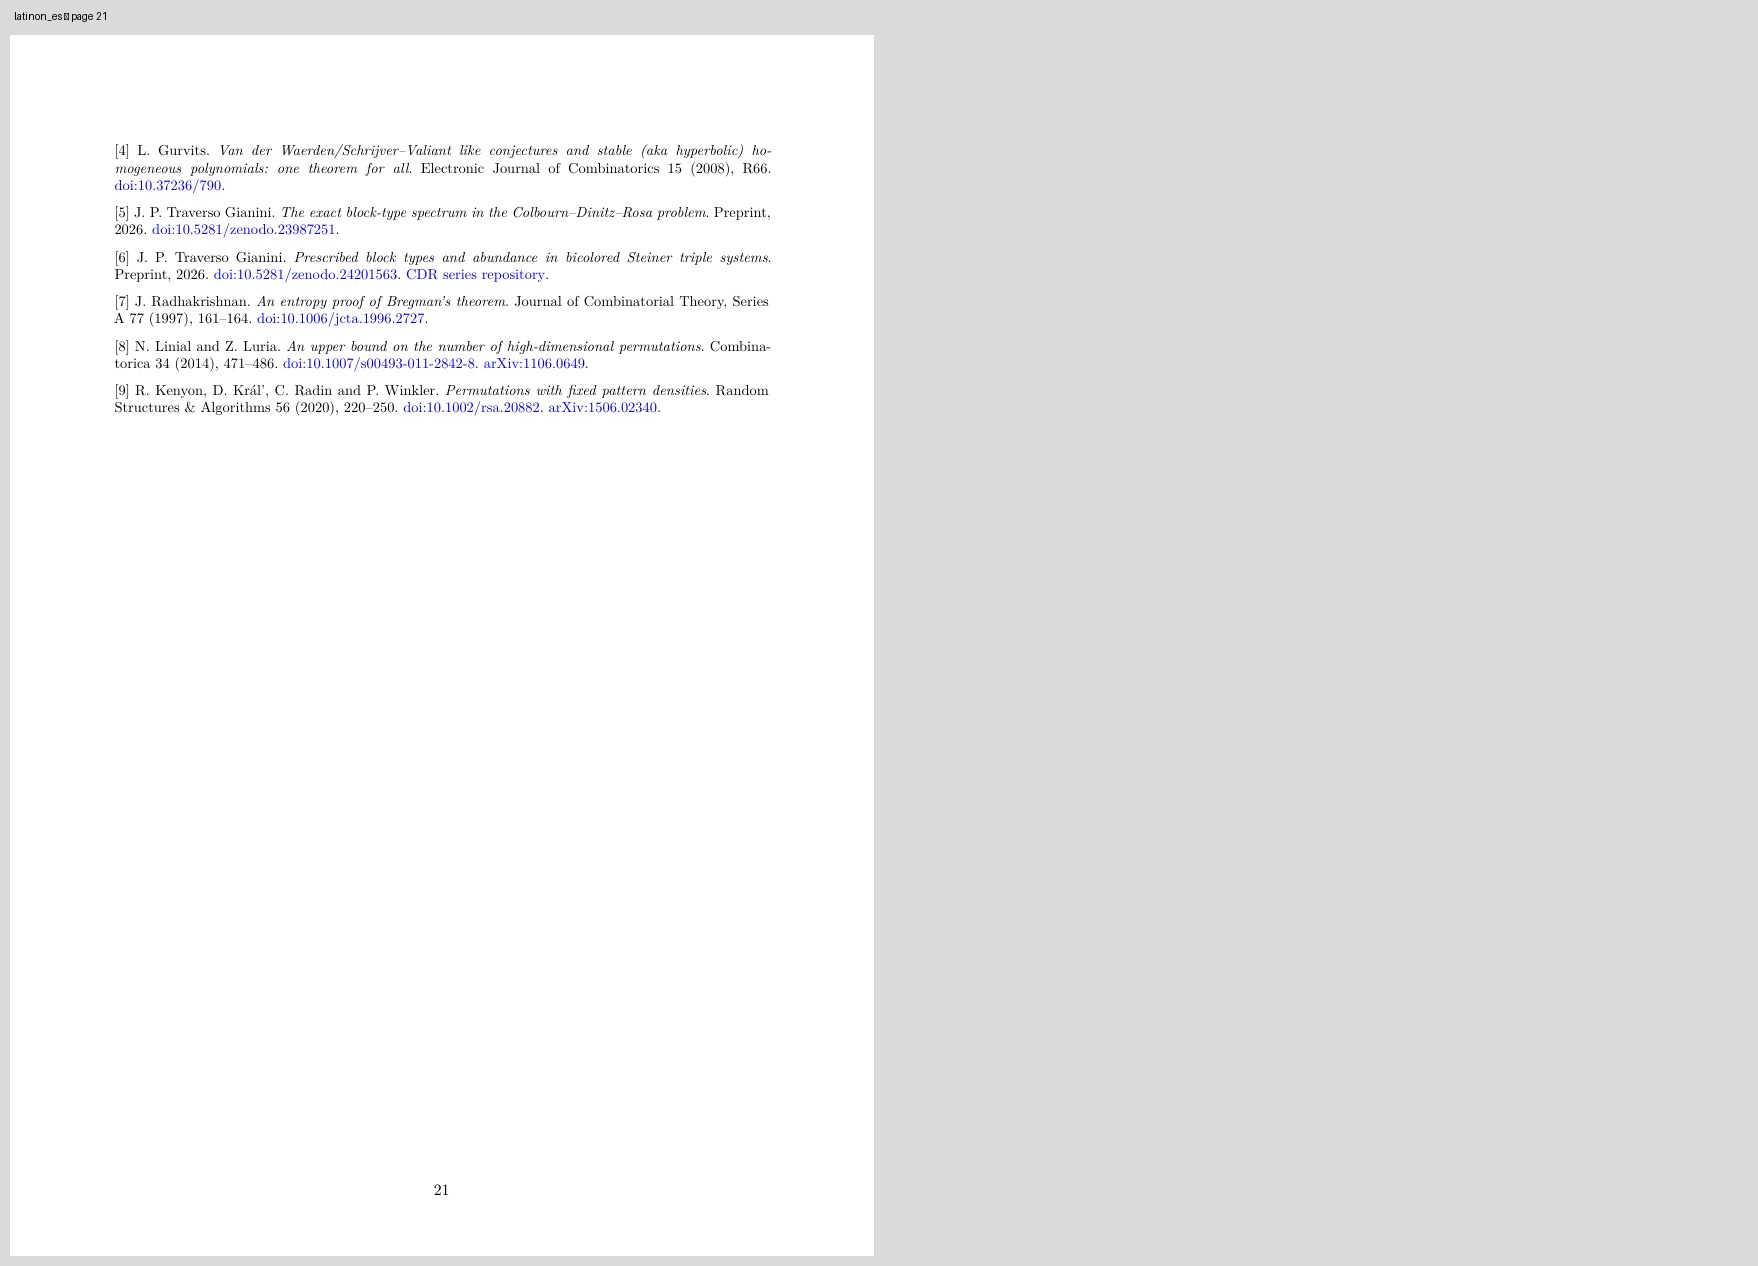 latinon_es page 21
[4] L. Gurvits. Van der Waerden/Schrijver–Valiant like conjectures and stable (aka hyperbolic) ho-
mogeneous polynomials: one theorem for all. Electronic Journal of Combinatorics 15 (2008), R66.
doi:10.37236/790.
[5] J. P. Traverso Gianini. The exact block-type spectrum in the Colbourn–Dinitz–Rosa problem. Preprint,
2026. doi:10.5281/zenodo.23987251.
[6] J. P. Traverso Gianini. Prescribed block types and abundance in bicolored Steiner triple systems.
Preprint, 2026. doi:10.5281/zenodo.24201563. CDR series repository.
[7] J. Radhakrishnan. An entropy proof of Bregman's theorem. Journal of Combinatorial Theory, Series
A 77 (1997), 161–164. doi:10.1006/jcta.1996.2727.
[8] N. Linial and Z. Luria. An upper bound on the number of high-dimensional permutations. Combina-
torica 34 (2014), 471–486. doi:10.1007/s00493-011-2842-8. arXiv:1106.0649.
[9] R. Kenyon, D. Král', C. Radin and P. Winkler. Permutations with fixed pattern densities. Random
Structures & Algorithms 56 (2020), 220–250. doi:10.1002/rsa.20882. arXiv:1506.02340.
21